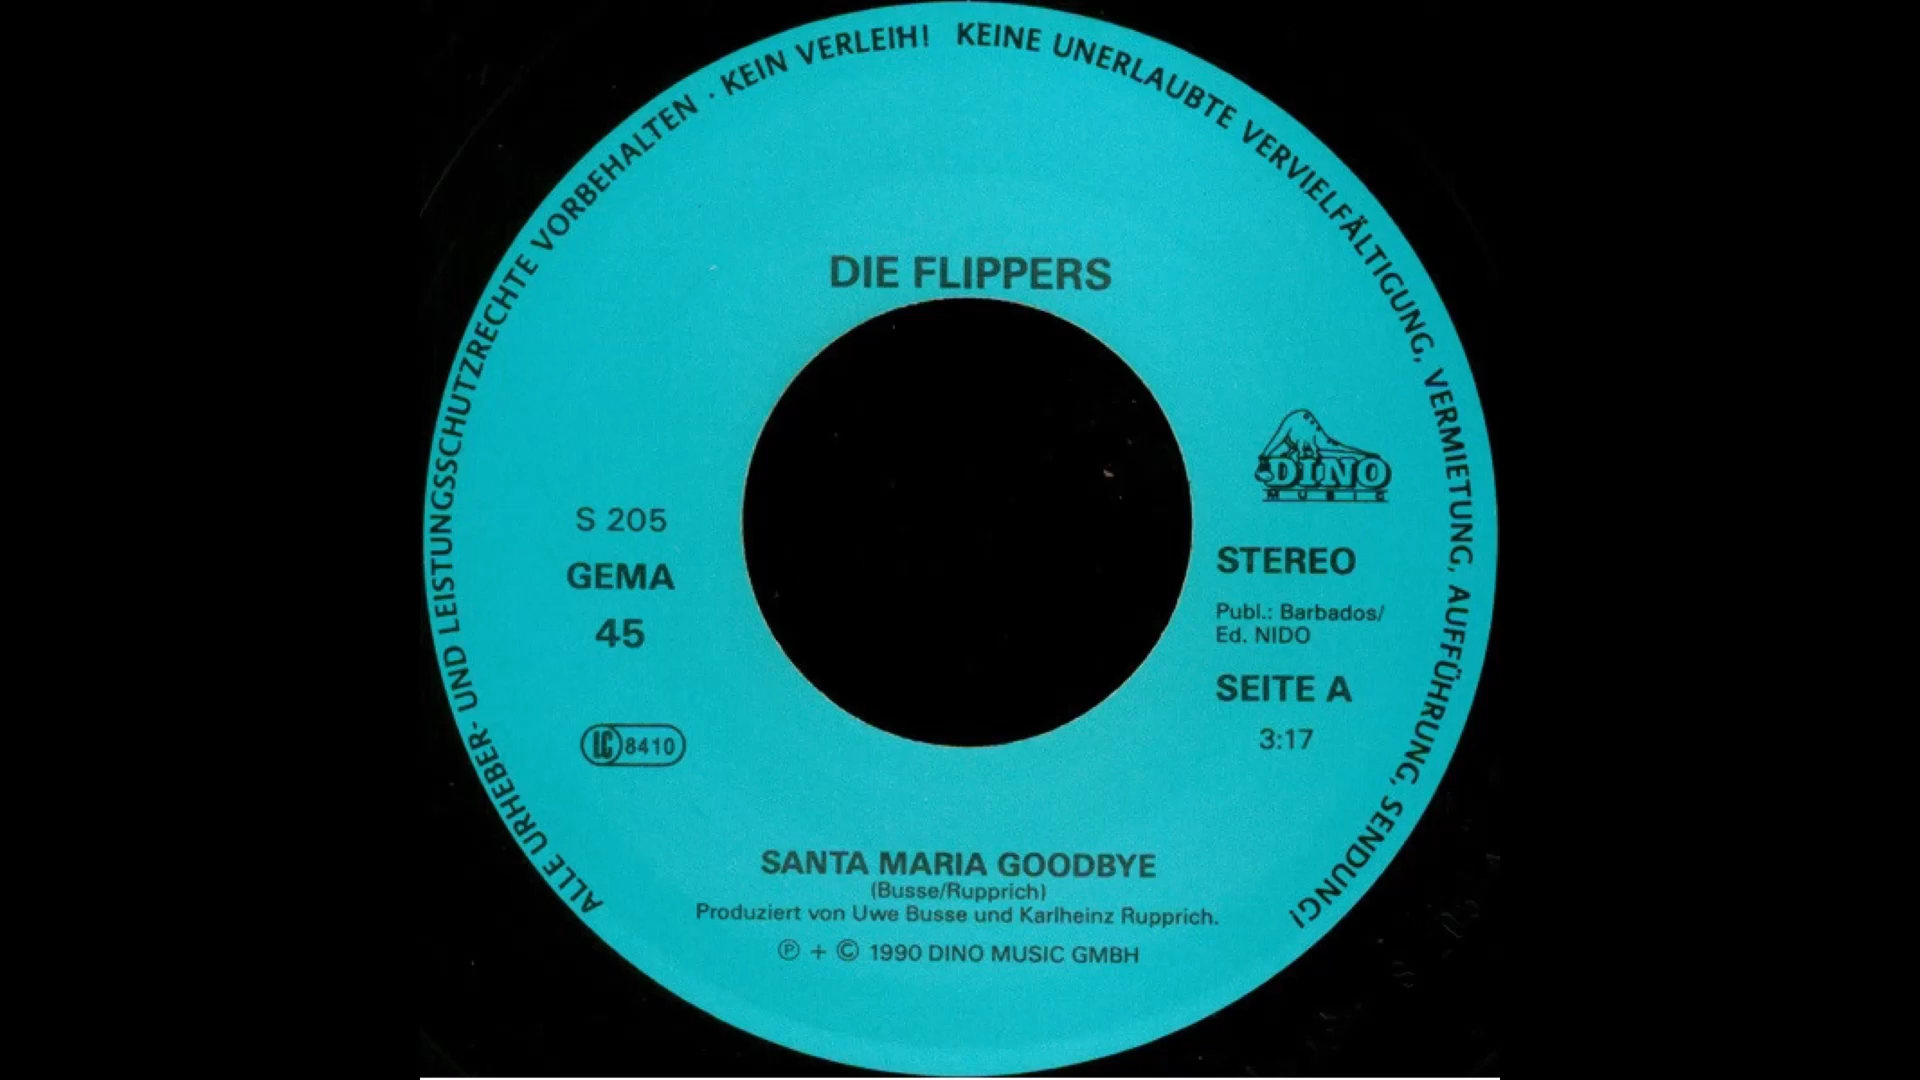 ALLE URHEBER- UND LEISTUNGSSCHUTZRECHTE VORBEHALTEN · KEIN VERLEIH! KEINE UNERLAUBTE VERVIELFÄLTIGUNG, VERMIETUNG, AUFFÜHRUNG, SENDUNG!
DIE FLIPPERS
DINO
MUSIC
S 205
GEMA
45
LC 8410
STEREO
Publ.: Barbados/
Ed. NIDO
SEITE A
3:17
SANTA MARIA GOODBYE
(Busse/Rupprich)
Produziert von Uwe Busse und Karlheinz Rupprich.
Ⓟ + © 1990 DINO MUSIC GMBH